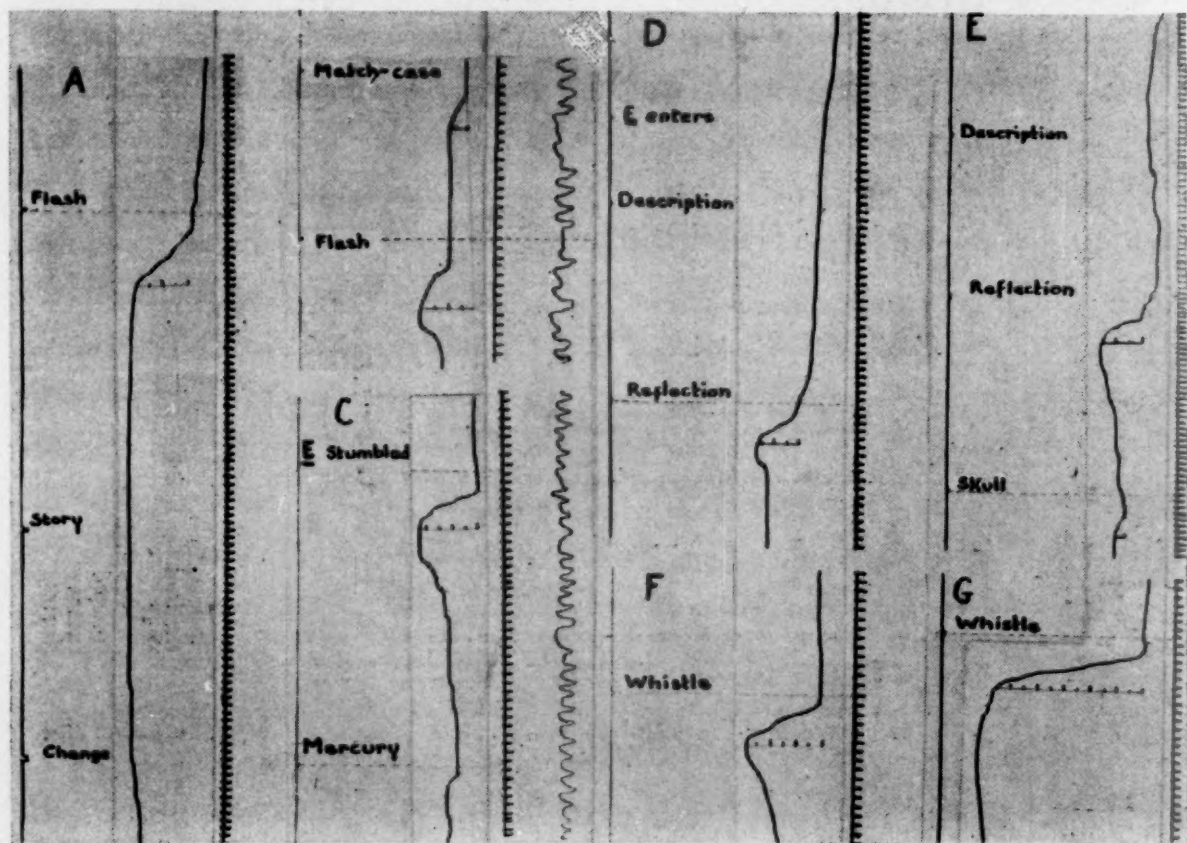 A
Flash
Story
Change
Match-case
Flash
C
E Stumbled
Mercury
D
E enters
Description
Reflection
F
Whistle
E
Description
Reflection
Skull
G
Whistle